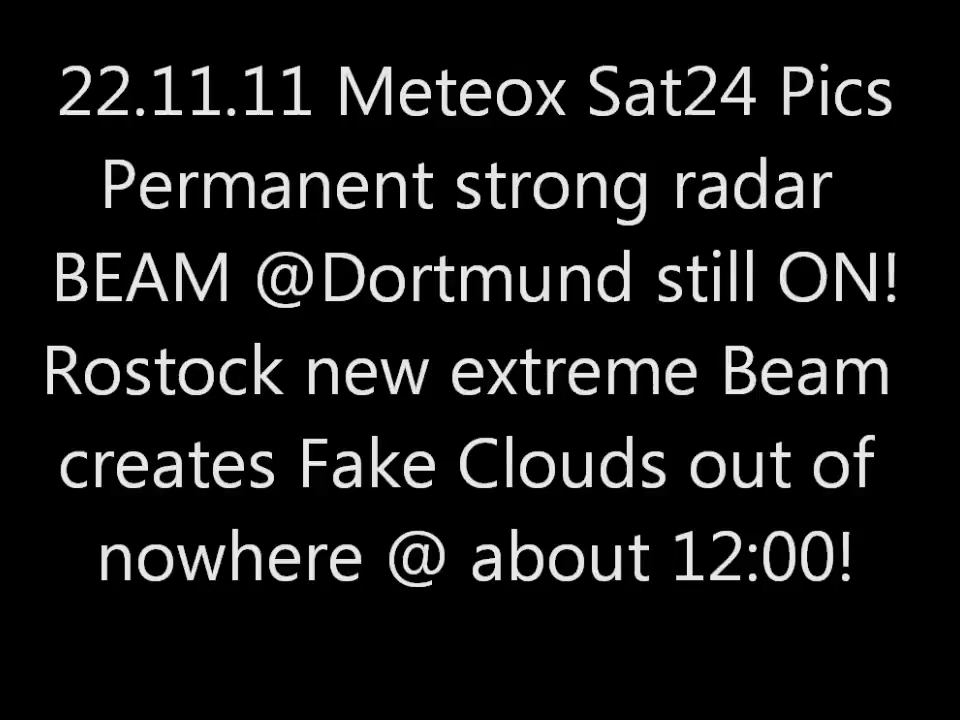 22.11.11 Meteox Sat24 Pics
Permanent strong radar
BEAM @Dortmund still ON!
Rostock new extreme Beam
creates Fake Clouds out of
nowhere @ about 12:00!